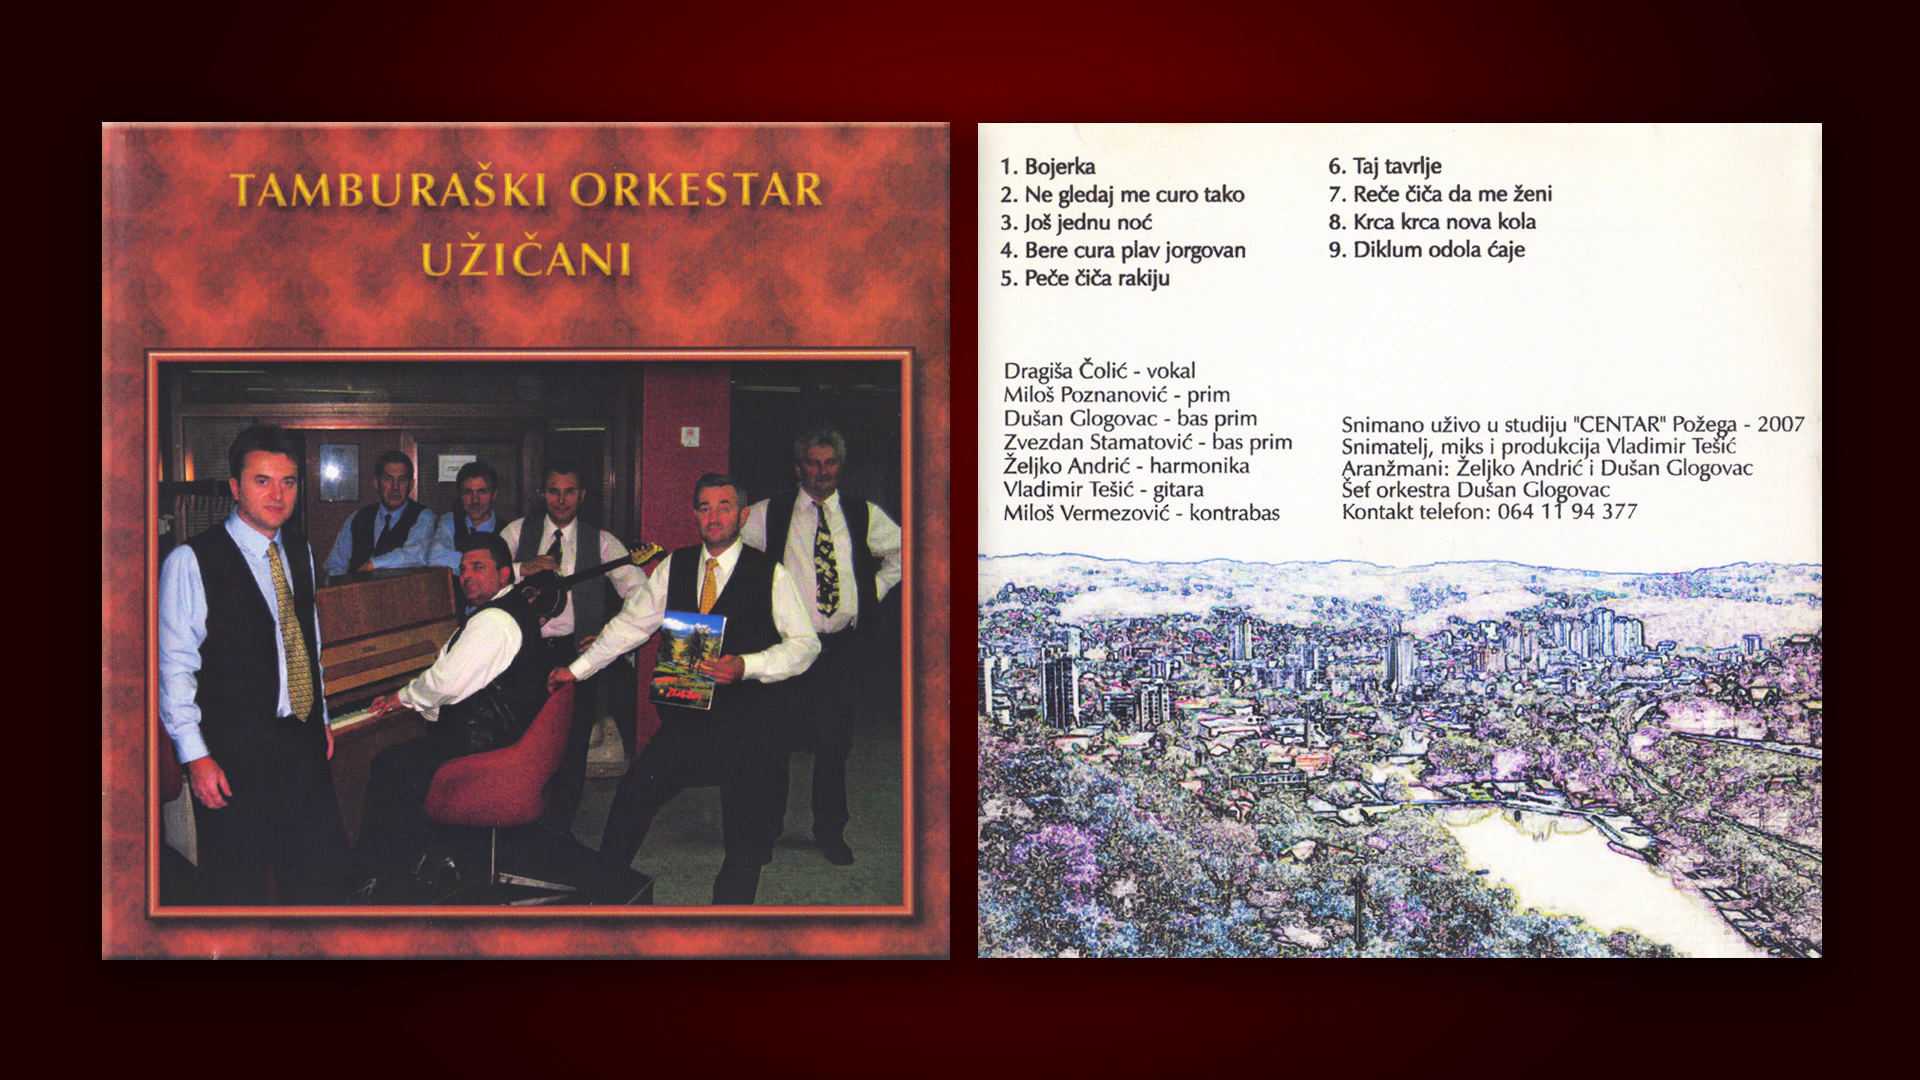 TAMBURAŠKI ORKESTAR
UŽIČANI
1. Bojerka
2. Ne gledaj me curo tako
3. Još jednu noć
4. Bere cura plav jorgovan
5. Peče čiča rakiju
6. Taj tavrlje
7. Reče čiča da me ženi
8. Krca krca nova kola
9. Diklum odola ćaje
Dragiša Čolić - vokal
Miloš Poznanović - prim
Dušan Glogovac - bas prim
Zvezdan Stamatović - bas prim
Željko Andrić - harmonika
Vladimir Tešić - gitara
Miloš Vermezović - kontrabas
Snimano uživo u studiju "CENTAR" Požega - 2007
Snimatelj, miks i produkcija Vladimir Tešić
Aranžmani: Željko Andrić i Dušan Glogovac
Šef orkestra Dušan Glogovac
Kontakt telefon: 064 11 94 377